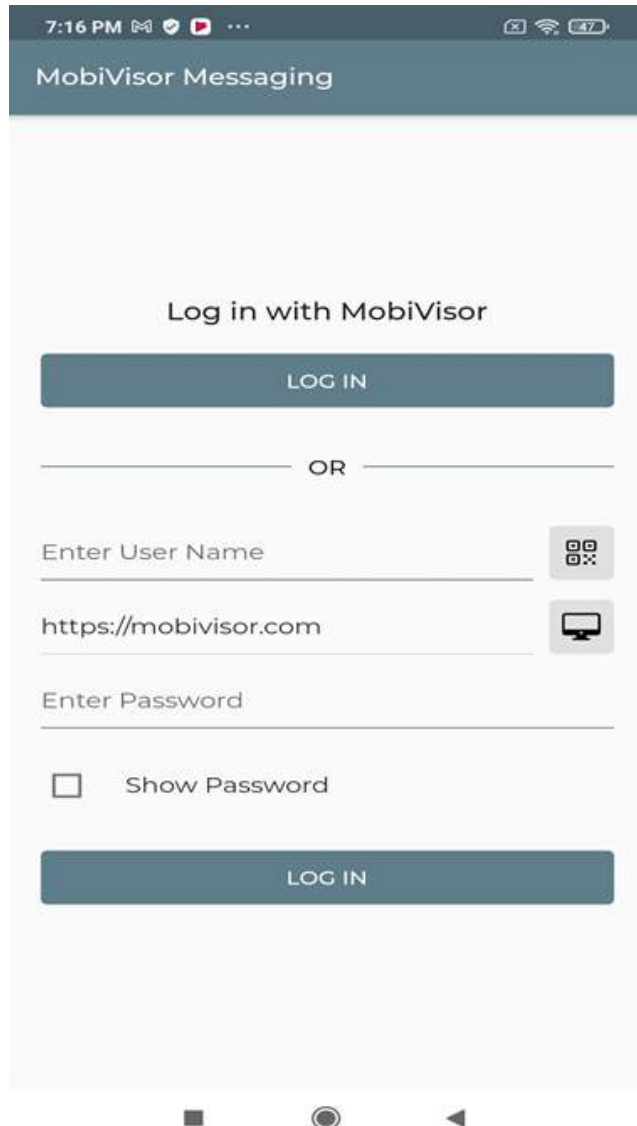 7:16 PM ... 47
MobiVisor Messaging
Log in with MobiVisor
LOG IN
OR
Enter User Name
https://mobivisor.com
Enter Password
Show Password
LOG IN